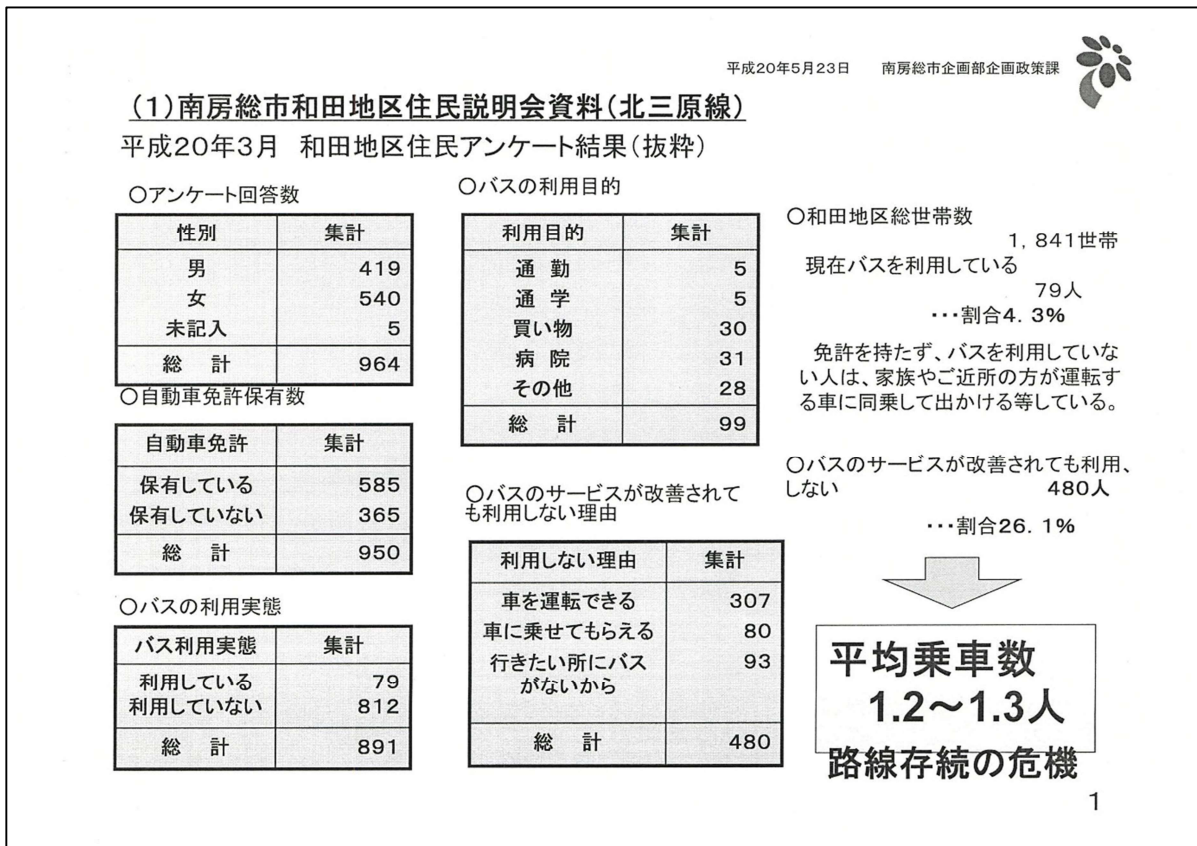 平成20年5月23日　　南房総市企画部企画政策課
(1)南房総市和田地区住民説明会資料(北三原線)
平成20年3月　和田地区住民アンケート結果(抜粋)
○アンケート回答数
性別　集計
男　419
女　540
未記入　5
総　計　964
○自動車免許保有数
自動車免許　集計
保有している　585
保有していない　365
総　計　950
○バスの利用実態
バス利用実態　集計
利用している　79
利用していない　812
総　計　891
○バスの利用目的
利用目的　集計
通　勤　5
通　学　5
買い物　30
病　院　31
その他　28
総　計　99
○バスのサービスが改善されて
も利用しない理由
利用しない理由　集計
車を運転できる　307
車に乗せてもらえる　80
行きたい所にバス　93
がないから
総　計　480
○和田地区総世帯数
1,841世帯
現在バスを利用している
79人
・・・割合4.3%
免許を持たず、バスを利用していな
い人は、家族やご近所の方が運転す
る車に同乗して出かける等している。
○バスのサービスが改善されても利用、
しない　480人
・・・割合26.1%
平均乗車数
1.2～1.3人
路線存続の危機
1